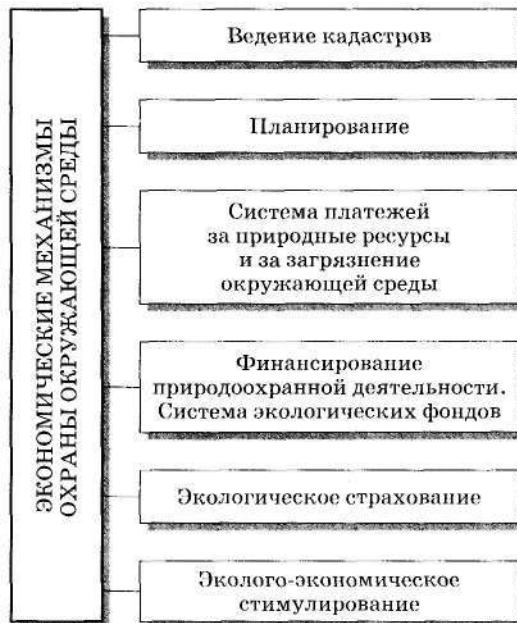 ЭКОНОМИЧЕСКИЕ МЕХАНИЗМЫ
ОХРАНЫ ОКРУЖАЮЩЕЙ СРЕДЫ
Ведение кадастров
Планирование
Система платежей
за природные ресурсы
и за загрязнение
окружающей среды
Финансирование
природоохранной деятельности.
Система экологических фондов
Экологическое страхование
Эколого-экономическое
стимулирование